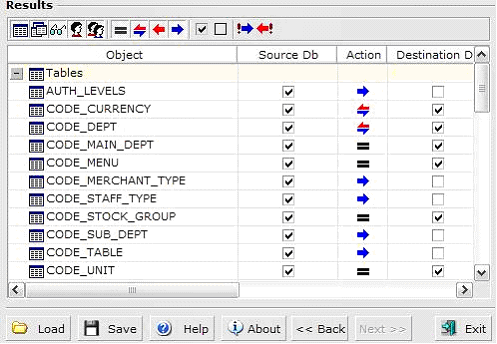 Results
Object Source Db Action Destination D
Tables
AUTH_LEVELS
CODE_CURRENCY
CODE_DEPT
CODE_MAIN_DEPT
CODE_MENU
CODE_MERCHANT_TYPE
CODE_STAFF_TYPE
CODE_STOCK_GROUP
CODE_SUB_DEPT
CODE_TABLE
CODE_UNIT
Load Save Help About << Back Next >> Exit